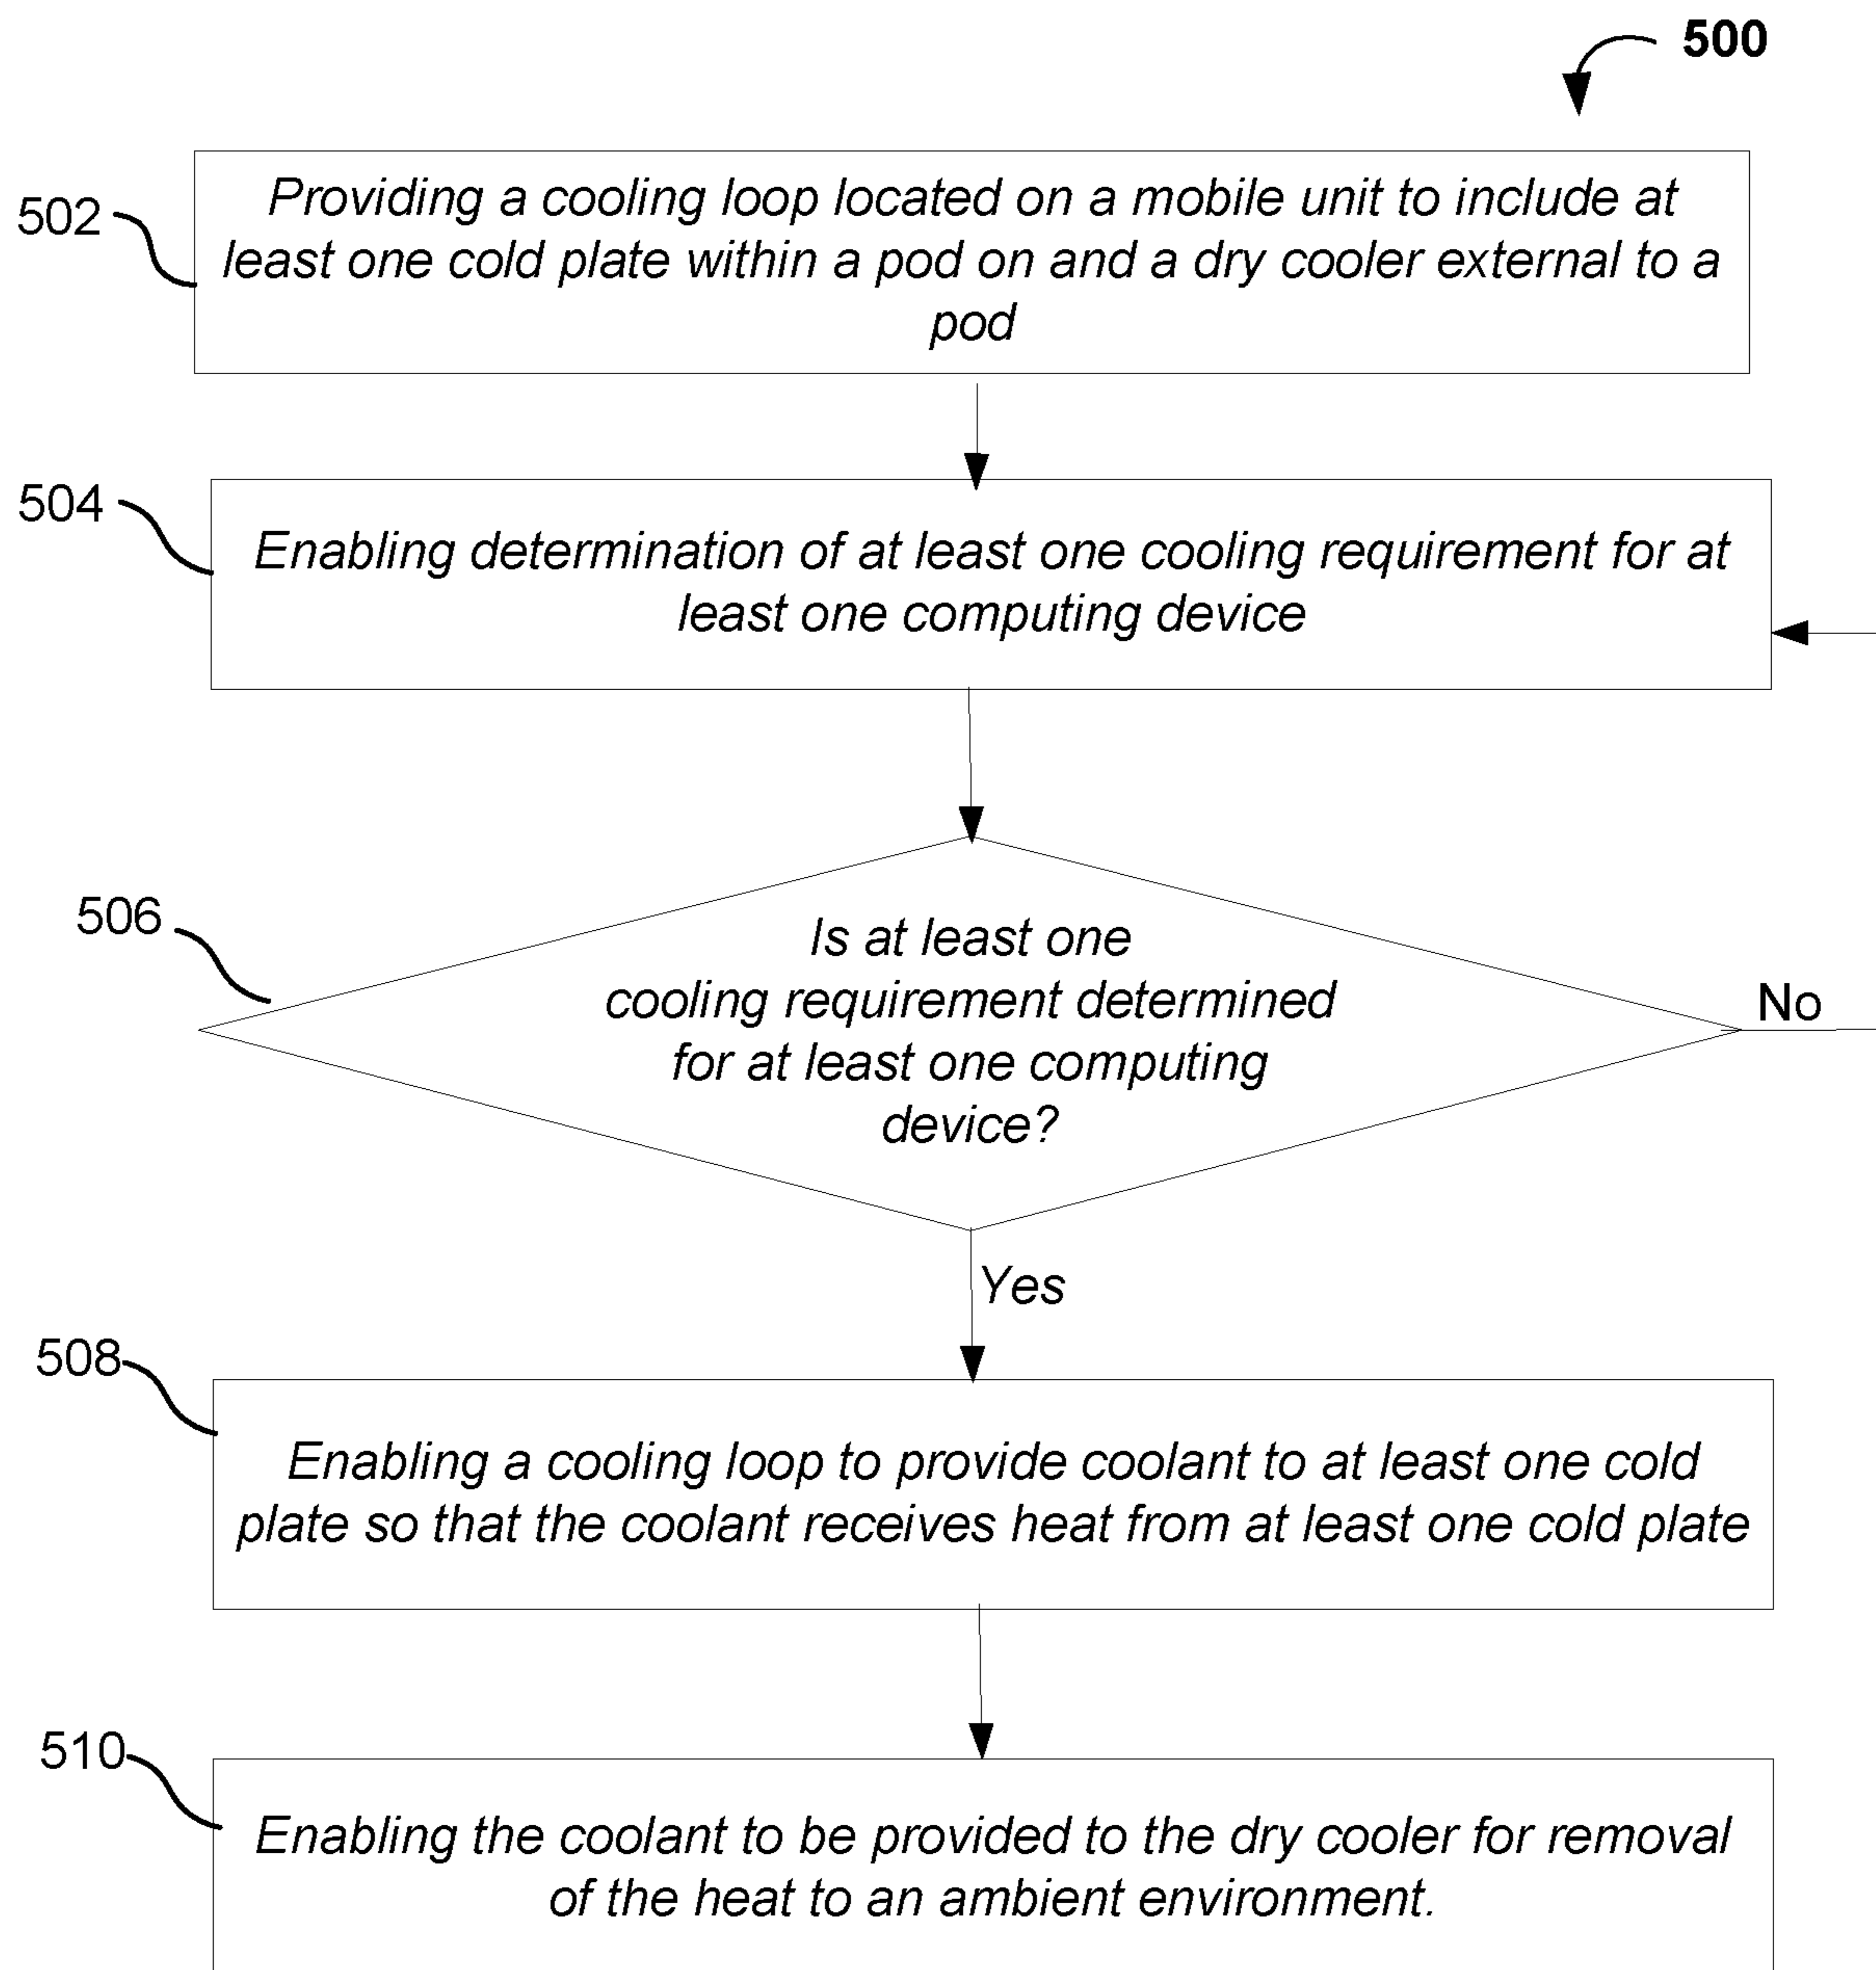 500
502
Providing a cooling loop located on a mobile unit to include at
least one cold plate within a pod on and a dry cooler external to a
pod
504
Enabling determination of at least one cooling requirement for at
least one computing device
506
Is at least one
cooling requirement determined
for at least one computing
device?
No
Yes
508
Enabling a cooling loop to provide coolant to at least one cold
plate so that the coolant receives heat from at least one cold plate
510
Enabling the coolant to be provided to the dry cooler for removal
of the heat to an ambient environment.